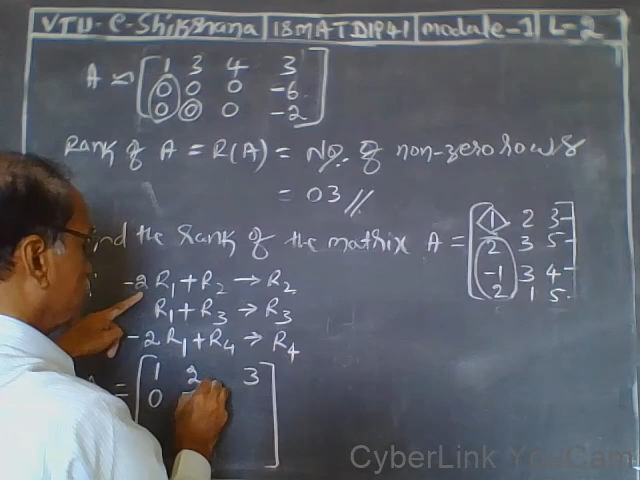 VTU-e-Shikshana 18MATDI941 module-1 L-2
A ≈ [ 1 3 4 3
0 0 0 -6
0 0 0 -2 ]
Rank of A = R(A) = No. of non-zero rows
= 03 //
ind the rank of the matrix A = [ 1 2 3
2 3 5
-1 3 4
2 1 5 ]
-2R₁+R₂ → R₂
R₁+R₃ → R₃
-2R₁+R₄ → R₄
= [ 1 2 3
0 ]
CyberLink YouCam